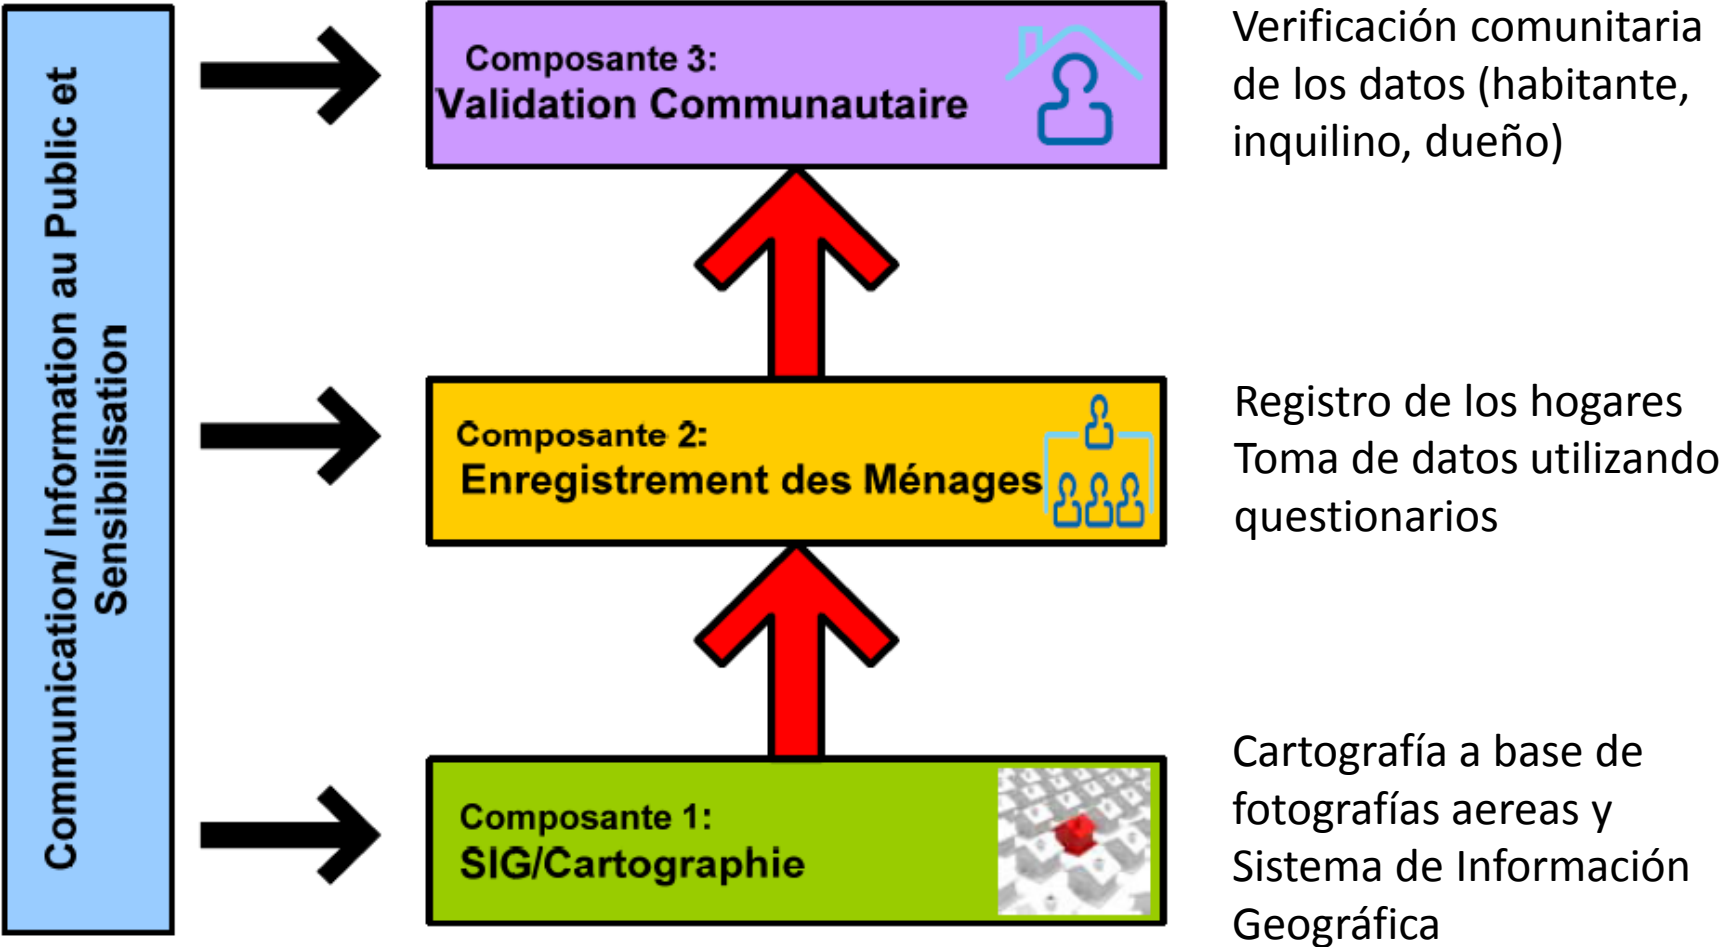 Communication/ Information au Public et
Sensibilisation
Composante 3:
Validation Communautaire
Verificación comunitaria
de los datos (habitante,
inquilino, dueño)
Composante 2:
Enregistrement des Ménages
Registro de los hogares
Toma de datos utilizando
questionarios
Composante 1:
SIG/Cartographie
Cartografía a base de
fotografías aereas y
Sistema de Información
Geográfica